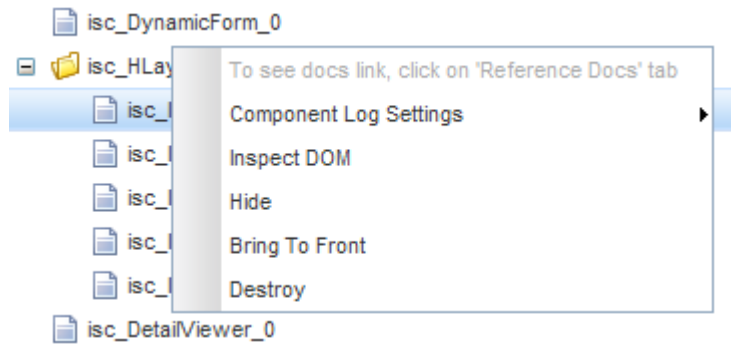 isc_DynamicForm_0
isc_HLay
To see docs link, click on 'Reference Docs' tab
isc_
Component Log Settings
isc_
Inspect DOM
isc_
Hide
isc_
Bring To Front
isc_
Destroy
isc_DetailViewer_0